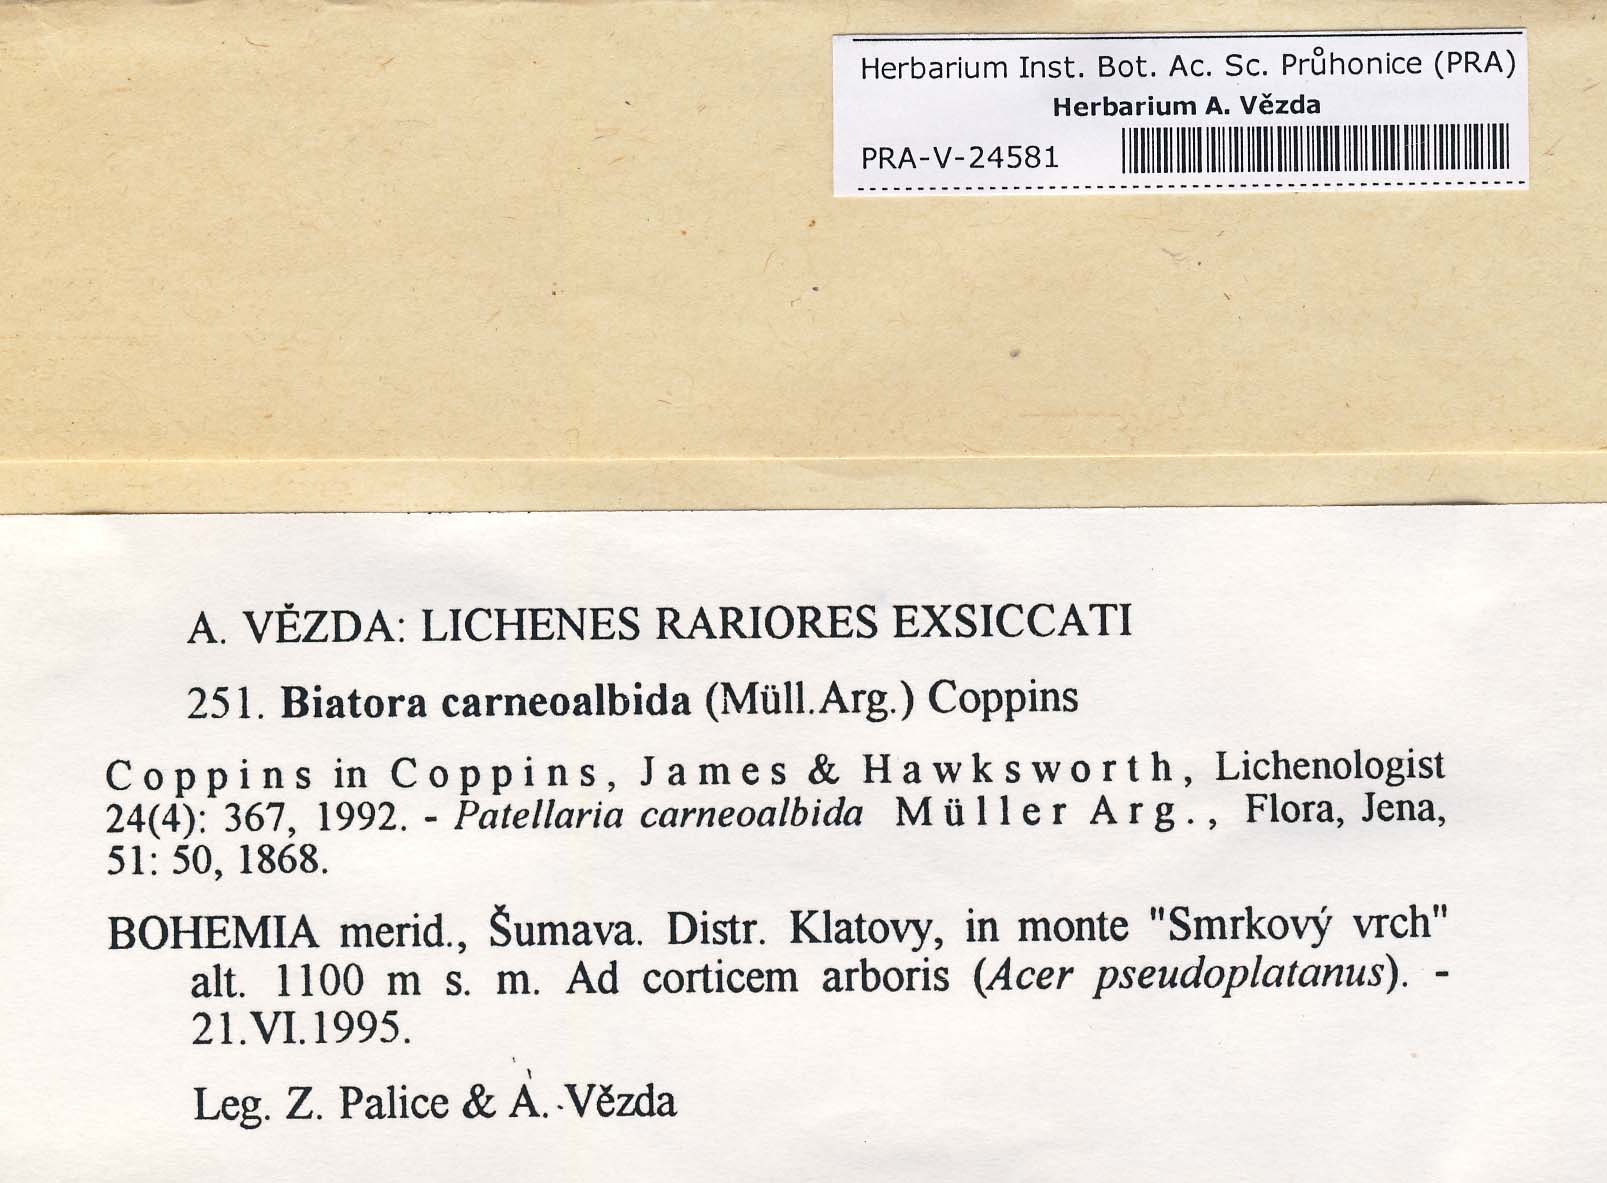 Herbarium Inst. Bot. Ac. Sc. Průhonice (PRA)
Herbarium A. Vězda
PRA-V-24581
A. VĚZDA: LICHENES RARIORES EXSICCATI
251. Biatora carneoalbida (Müll.Arg.) Coppins
Coppins in Coppins, James & Hawksworth, Lichenologist
24(4): 367, 1992. - Patellaria carneoalbida Müller Arg., Flora, Jena,
51: 50, 1868.
BOHEMIA merid., Šumava. Distr. Klatovy, in monte "Smrkový vrch"
alt. 1100 m s. m. Ad corticem arboris (Acer pseudoplatanus). -
21.VI.1995.
Leg. Z. Palice & A. Vězda